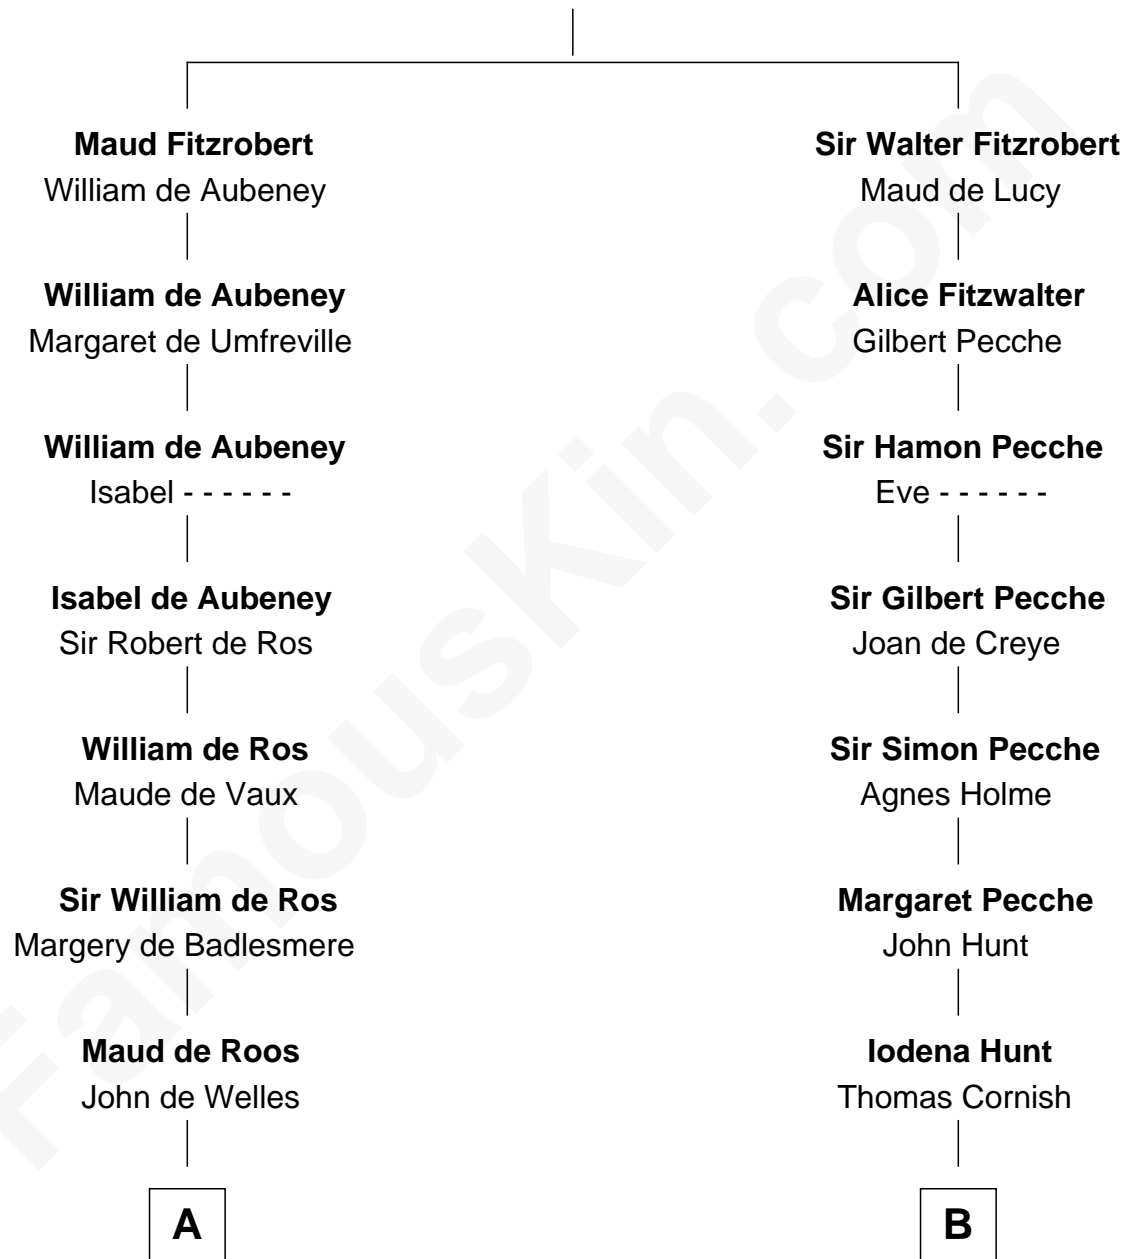 Maud Fitzrobert
William de Aubeney
Sir Walter Fitzrobert
Maud de Lucy
William de Aubeney
Margaret de Umfreville
Alice Fitzwalter
Gilbert Pecche
William de Aubeney
Isabel - - - - - -
Sir Hamon Pecche
Eve - - - - - -
Isabel de Aubeney
Sir Robert de Ros
Sir Gilbert Pecche
Joan de Creye
William de Ros
Maude de Vaux
Sir Simon Pecche
Agnes Holme
Sir William de Ros
Margery de Badlesmere
Margaret Pecche
John Hunt
Maud de Roos
John de Welles
Iodena Hunt
Thomas Cornish
A
B
FamousKin.com